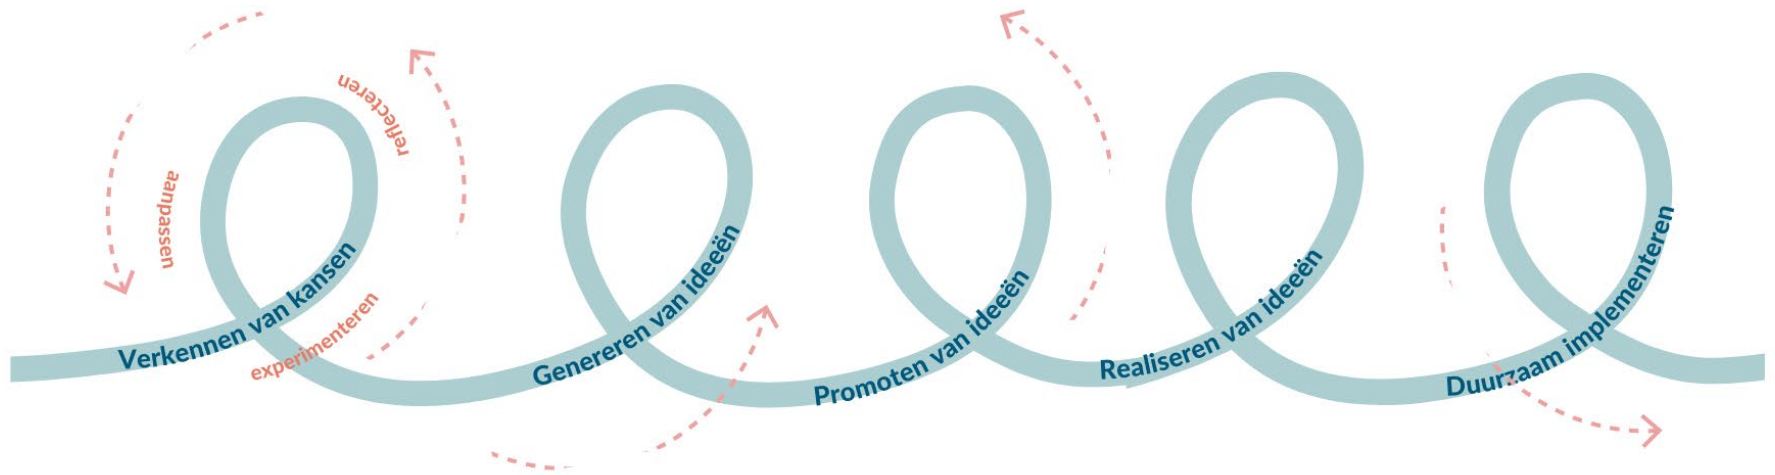 reflecteren
aanpassen
experimenteren
Verkennen van kansen
Genereren van ideeën
Promoten van ideeën
Realiseren van ideeën
Duurzaam implementeren